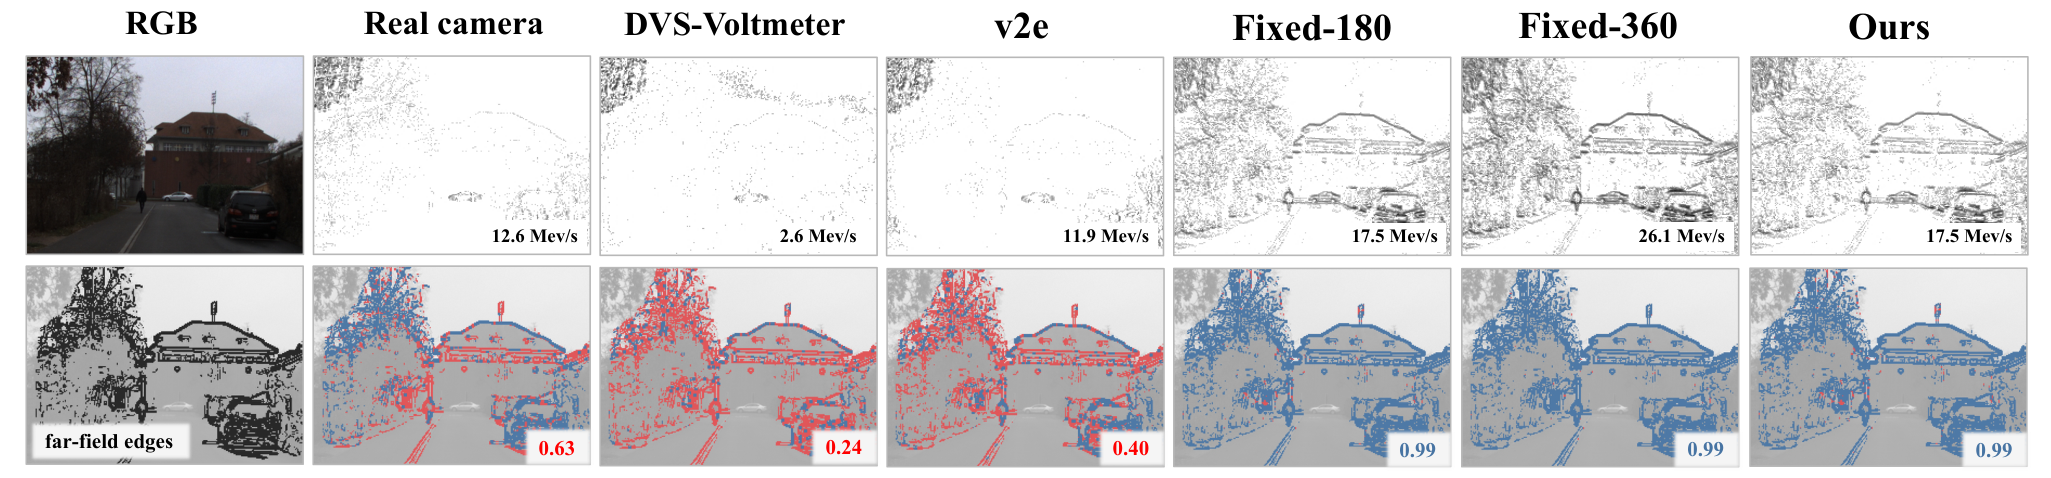 RGB
Real camera
DVS-Voltmeter
v2e
Fixed-180
Fixed-360
Ours
12.6 Mev/s
2.6 Mev/s
11.9 Mev/s
17.5 Mev/s
26.1 Mev/s
17.5 Mev/s
far-field edges
0.63
0.24
0.40
0.99
0.99
0.99